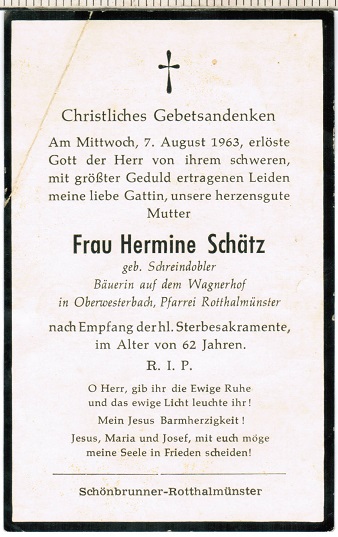 Christliches Gebetsandenken
Am Mittwoch, 7. August 1963, erlöste
Gott der Herr von ihrem schweren,
mit größter Geduld ertragenen Leiden
meine liebe Gattin, unsere herzensgute
Mutter
Frau Hermine Schätz
geb. Schreindobler
Bäuerin auf dem Wagnerhof
in Oberwesterbach, Pfarrei Rotthalmünster
nach Empfang der hl. Sterbesakramente,
im Alter von 62 Jahren.
R. I. P.
O Herr, gib ihr die Ewige Ruhe
und das ewige Licht leuchte ihr!
Mein Jesus Barmherzigkeit!
Jesus, Maria und Josef, mit euch möge
meine Seele in Frieden scheiden!
Schönbrunner-Rotthalmünster